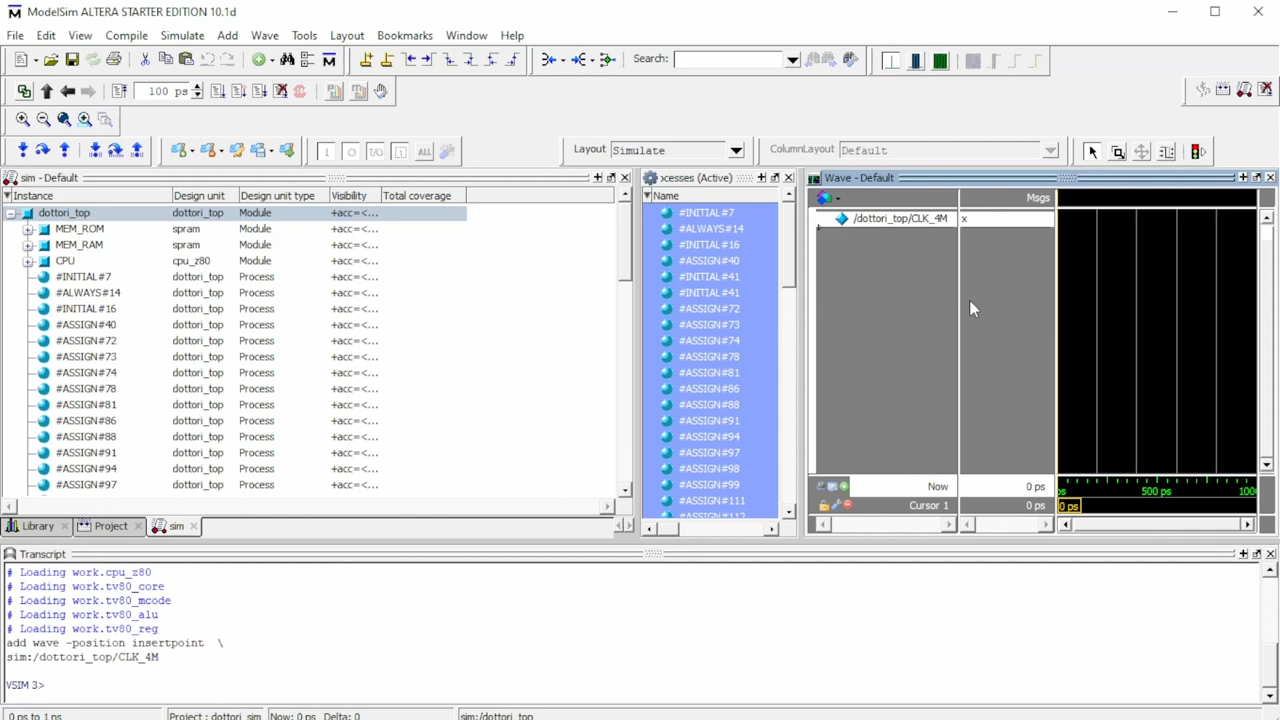 ModelSim ALTERA STARTER EDITION 10.1d
File Edit View Compile Simulate Add Wave Tools Layout Bookmarks Window Help
Search:
100 ps
Layout Simulate ColumnLayout Default
sim - Default
Instance Design unit Design unit type Visibility Total coverage
dottori_top dottori_top Module +acc=<...
MEM_ROM spram Module +acc=<...
MEM_RAM spram Module +acc=<...
CPU cpu_z80 Module +acc=<...
#INITIAL#7 dottori_top Process +acc=<...
#ALWAYS#14 dottori_top Process +acc=<...
#INITIAL#16 dottori_top Process +acc=<...
#ASSIGN#40 dottori_top Process +acc=<...
#ASSIGN#72 dottori_top Process +acc=<...
#ASSIGN#73 dottori_top Process +acc=<...
#ASSIGN#74 dottori_top Process +acc=<...
#ASSIGN#78 dottori_top Process +acc=<...
#ASSIGN#81 dottori_top Process +acc=<...
#ASSIGN#86 dottori_top Process +acc=<...
#ASSIGN#88 dottori_top Process +acc=<...
#ASSIGN#91 dottori_top Process +acc=<...
#ASSIGN#94 dottori_top Process +acc=<...
#ASSIGN#97 dottori_top Process +acc=<...
Library Project sim
xcesses (Active)
Name
#INITIAL#7
#ALWAYS#14
#INITIAL#16
#ASSIGN#40
#INITIAL#41
#INITIAL#41
#ASSIGN#72
#ASSIGN#73
#ASSIGN#74
#ASSIGN#78
#ASSIGN#81
#ASSIGN#86
#ASSIGN#88
#ASSIGN#91
#ASSIGN#94
#ASSIGN#97
#ASSIGN#98
#ASSIGN#99
#ASSIGN#111
#ASSIGN#112
Wave - Default
Msgs
/dottori_top/CLK_4M x
Now 0 ps ps 500 ps 100
Cursor 1 0 ps 0 ps
Transcript
# Loading work.cpu_z80
# Loading work.tv80_core
# Loading work.tv80_mcode
# Loading work.tv80_alu
# Loading work.tv80_reg
add wave -position insertpoint \
sim:/dottori_top/CLK_4M
VSIM 3>
0 ps to 1 ns Project : dottori_sim Now: 0 ps Delta: 0 sim:/dottori_top